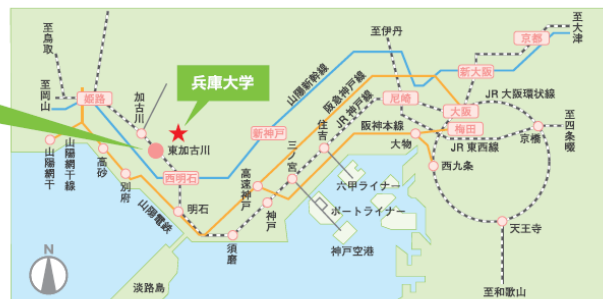 至鳥取
至岡山
姫路
加古川
兵庫大学
東加古川
山陽網干
山陽網干線
高砂
別府
西明石
山陽電鉄
明石
須磨
淡路島
山陽新幹線
阪急神戸線
JR神戸線
新神戸
高速神戸
神戸
三ノ宮
住吉
六甲ライナー
ポートライナー
神戸空港
阪神本線
至伊丹
尼崎
大物
新大阪
京都
至大津
大阪
梅田
JR 大阪環状線
JR 東西線
京橋
至四条畷
西九条
天王寺
至和歌山
N